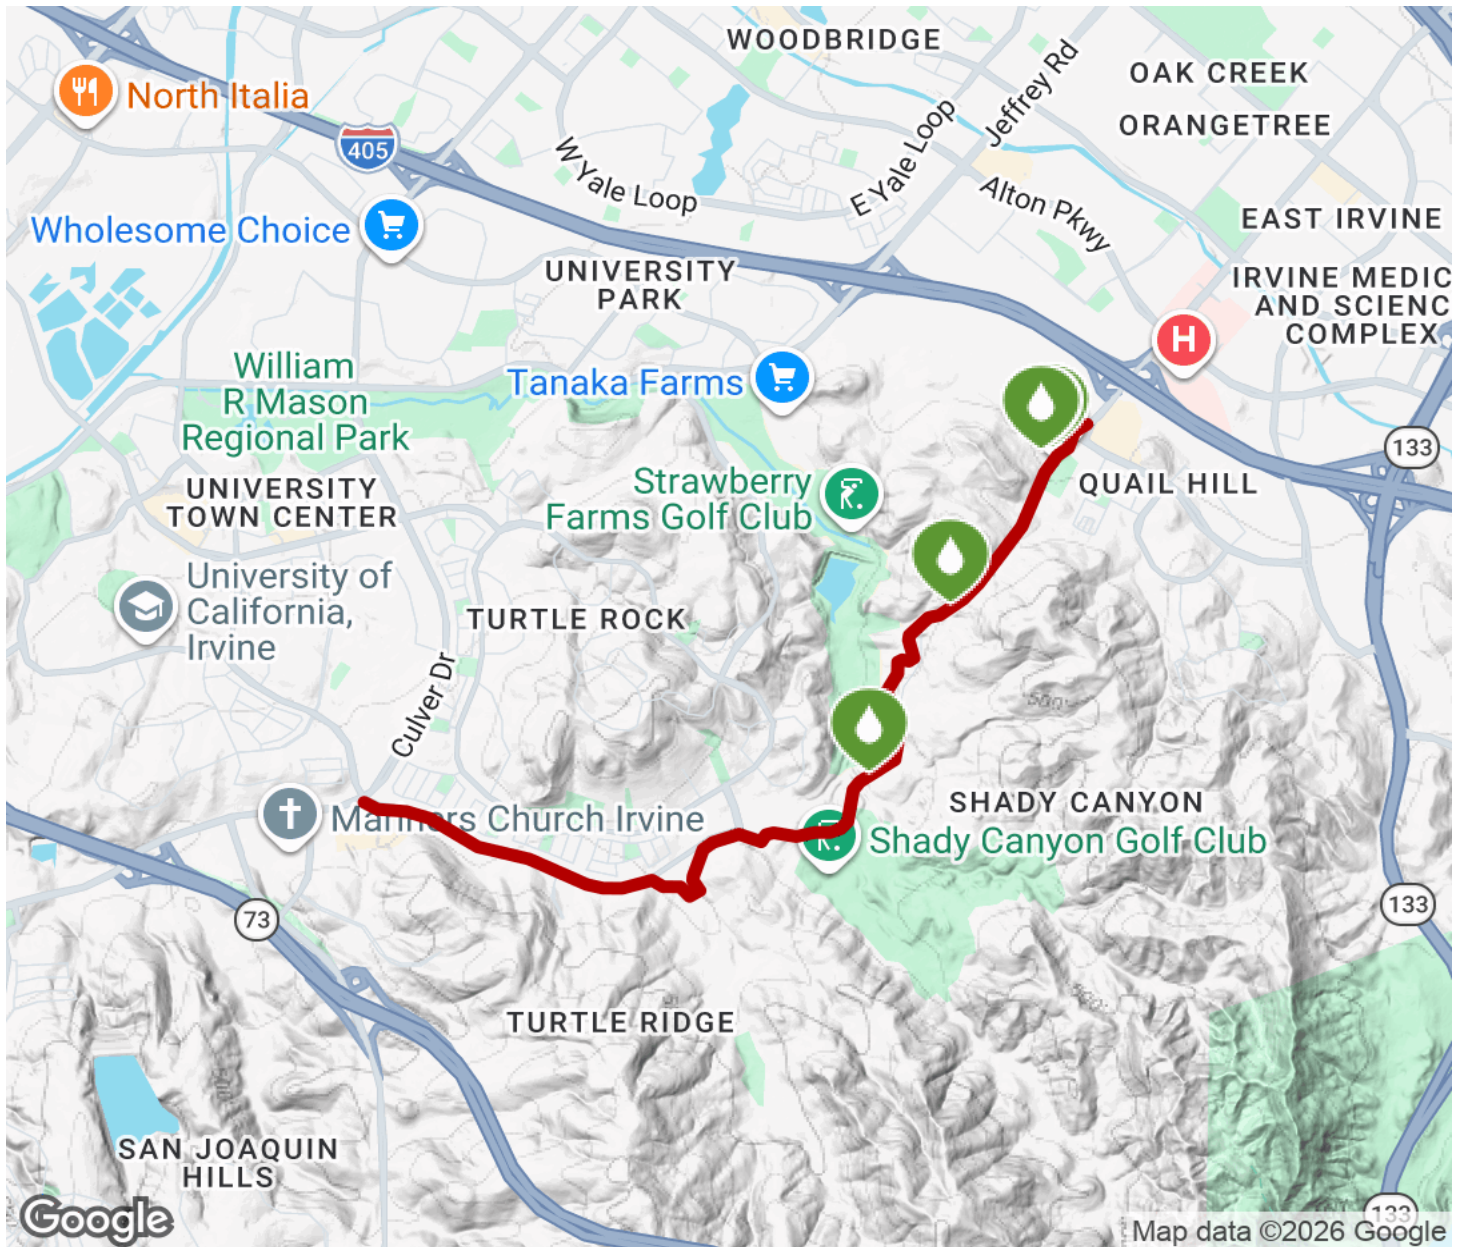 WOODBRIDGE
OAK CREEK
ORANGETREE
Jeffrey Rd
North Italia
405
W Yale Loop
E Yale Loop
Alton Pkwy
EAST IRVINE
Wholesome Choice
UNIVERSITY
PARK
IRVINE MEDIC
AND SCIENC
COMPLEX
H
William
R Mason
Regional Park
Tanaka Farms
133
UNIVERSITY
TOWN CENTER
Strawberry
Farms Golf Club
QUAIL HILL
University of
California,
Irvine
TURTLE ROCK
Culver Dr
SHADY CANYON
Mariners Church Irvine
Shady Canyon Golf Club
73
133
TURTLE RIDGE
SAN JOAQUIN
HILLS
133
Google
Map data ©2026 Google